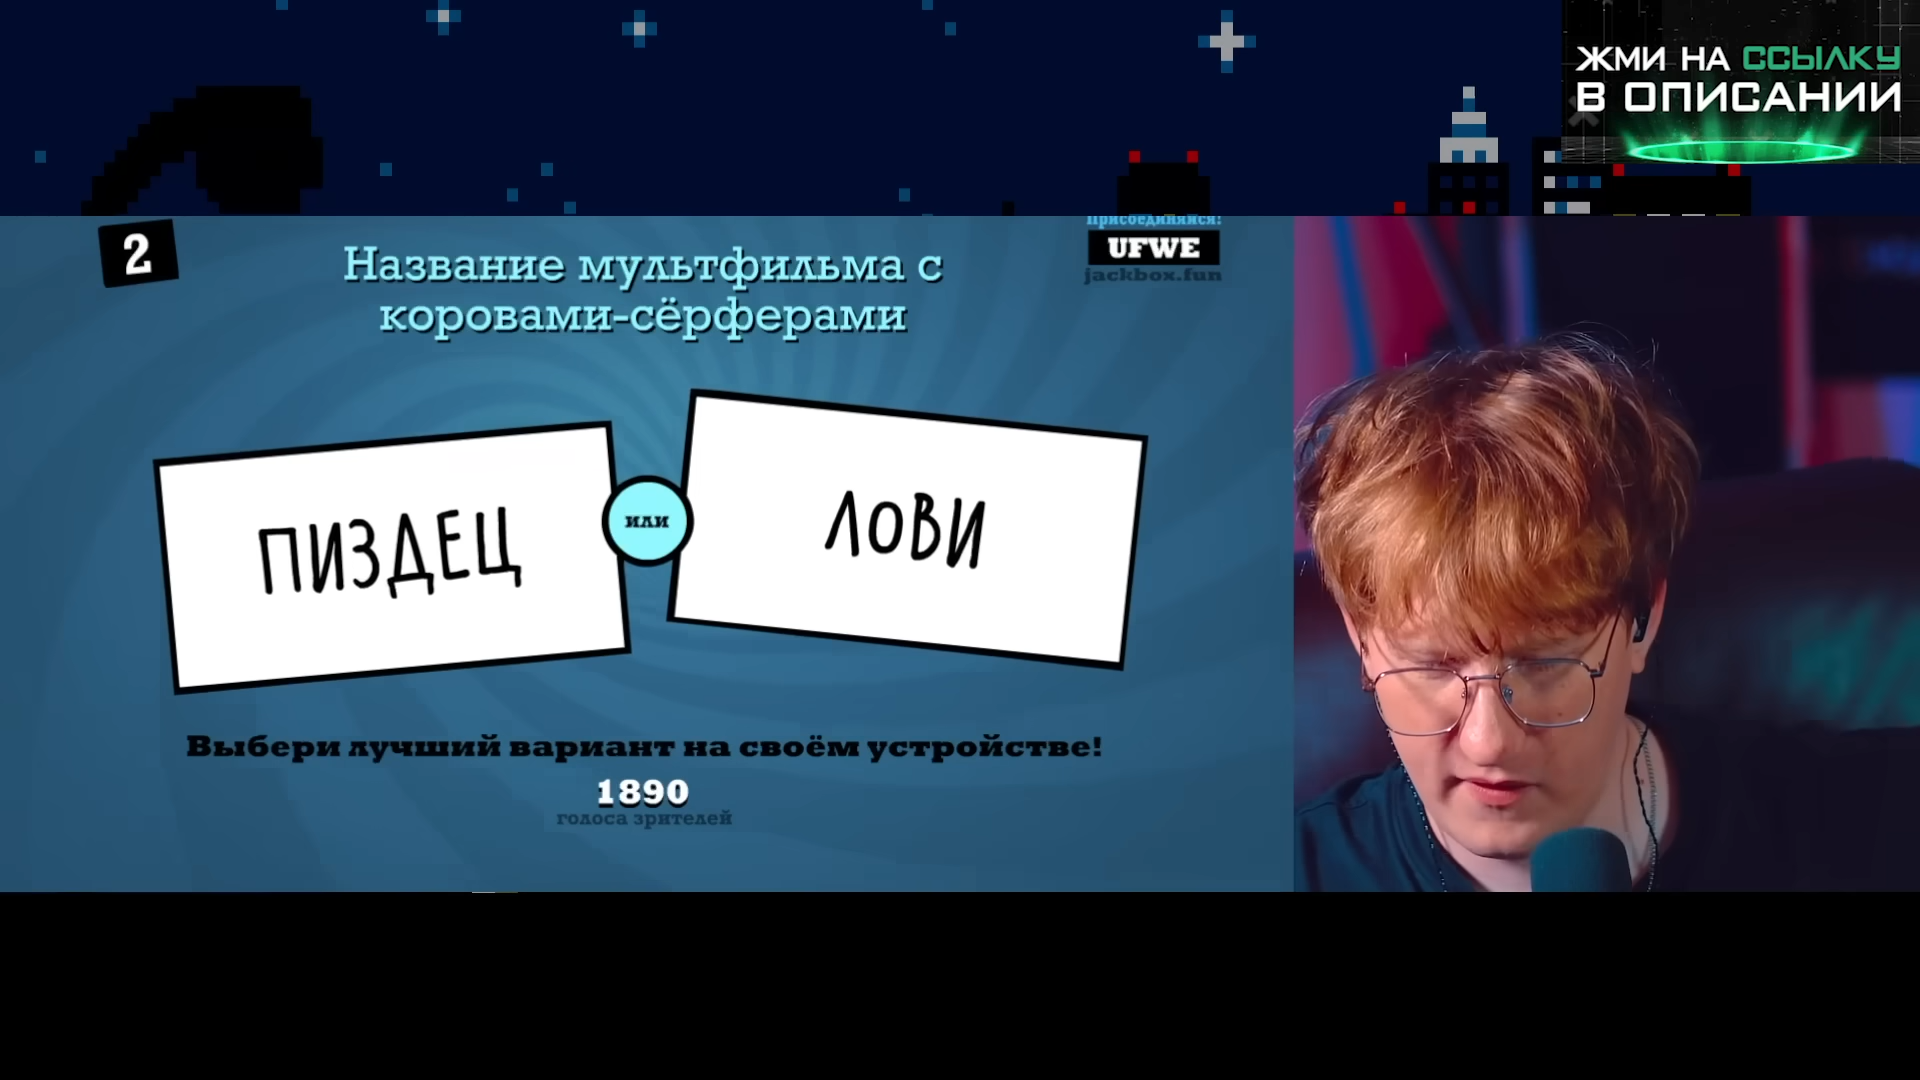 ЖМИ НА ССЫЛКУ
В ОПИСАНИИ
2
Название мультфильма с
коровами-сёрферами
Присоединяйся:
UFWE
jackbox.fun
ПИЗДЕЦ
или
ЛОВИ
Выбери лучший вариант на своём устройстве!
1890
голоса зрителей